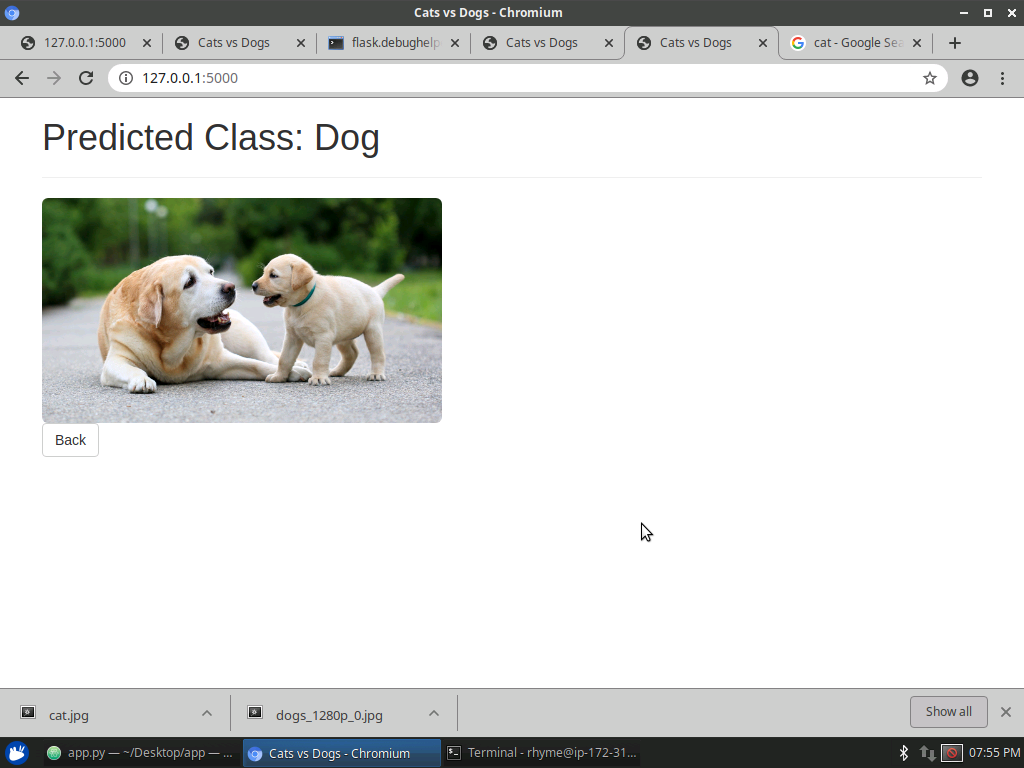 Cats vs Dogs - Chromium
127.0.0.1:5000
Cats vs Dogs
flask.debughelp
Cats vs Dogs
Cats vs Dogs
cat - Google Sea
127.0.0.1:5000
Predicted Class: Dog
Back
cat.jpg
dogs_1280p_0.jpg
Show all
app.py — ~/Desktop/app — ...
Cats vs Dogs - Chromium
Terminal - rhyme@ip-172-31...
07:55 PM